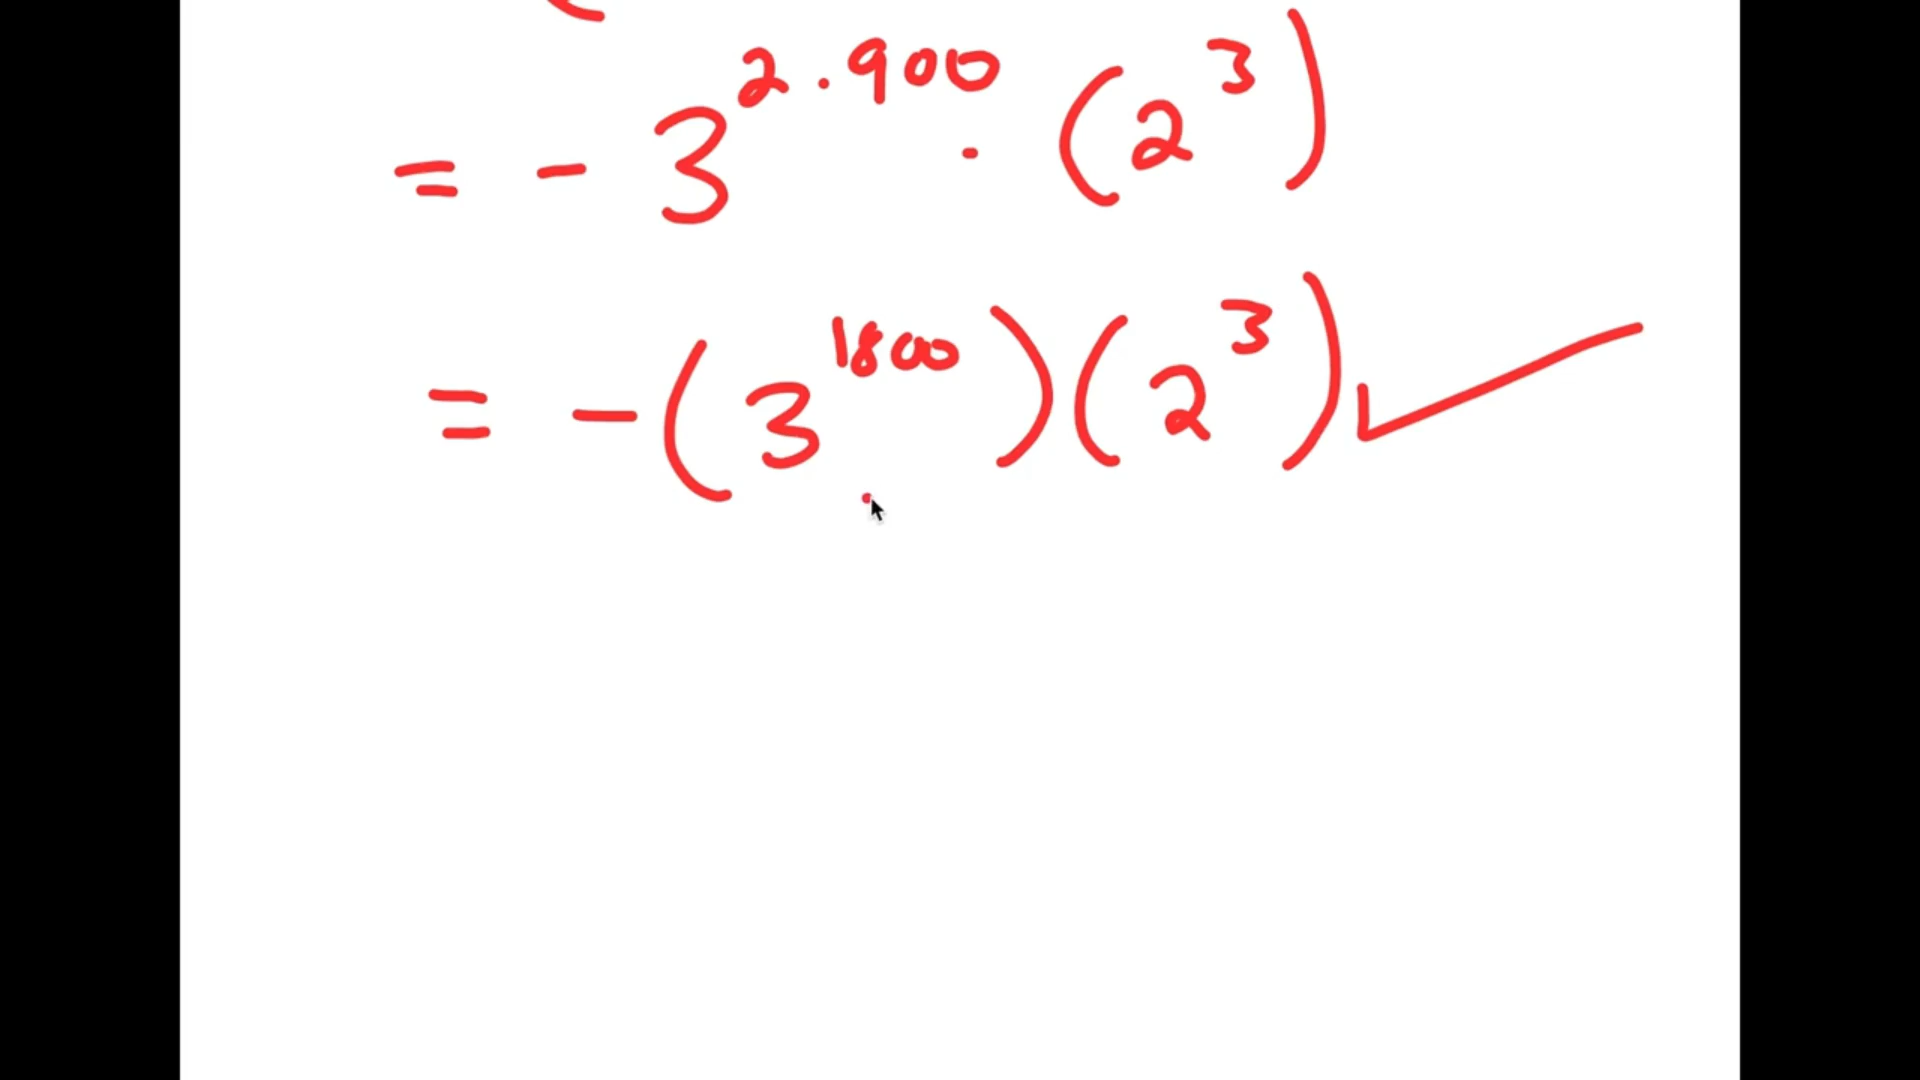 = - 3^{2 · 900} · (2^3)
= - (3^{1800})(2^3) ✓